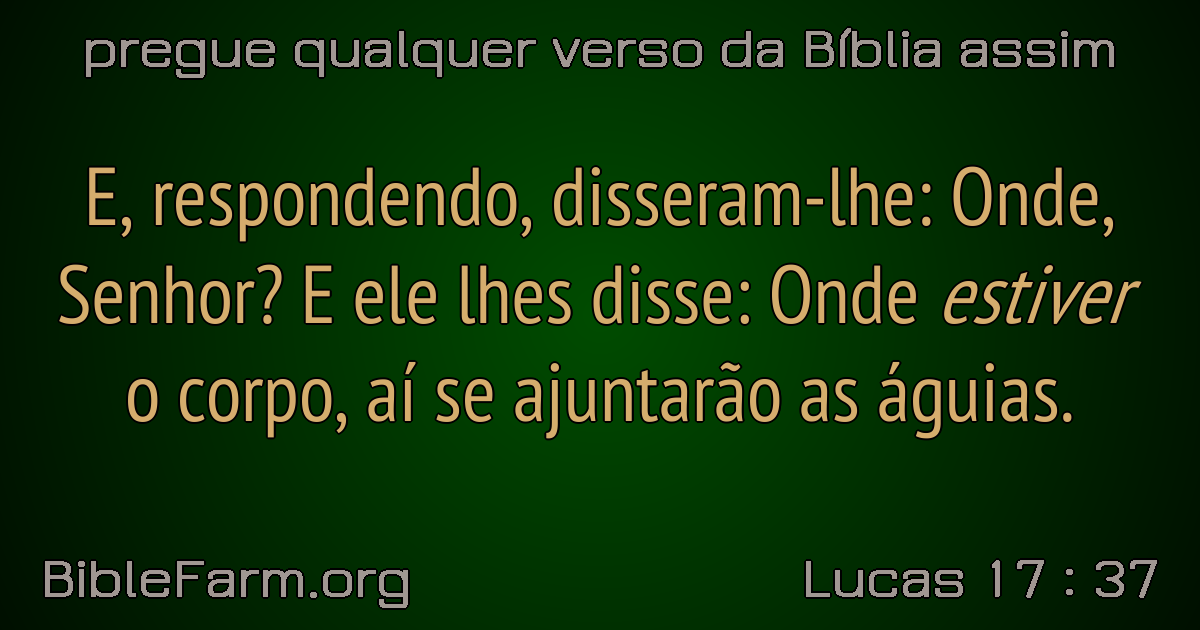 pregue qualquer verso da Bíblia assim
E, respondendo, disseram-lhe: Onde,
Senhor? E ele lhes disse: Onde estiver
o corpo, aí se ajuntarão as águias.
BibleFarm.org
Lucas 17 : 37